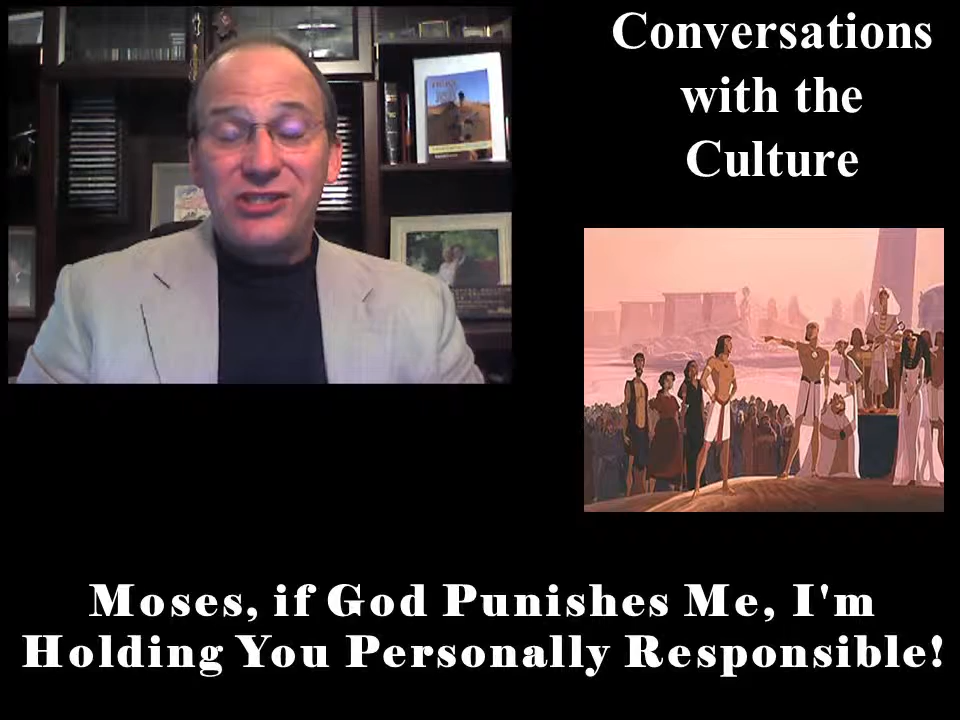 Conversations
with the
Culture
Moses, if God Punishes Me, I'm
Holding You Personally Responsible!